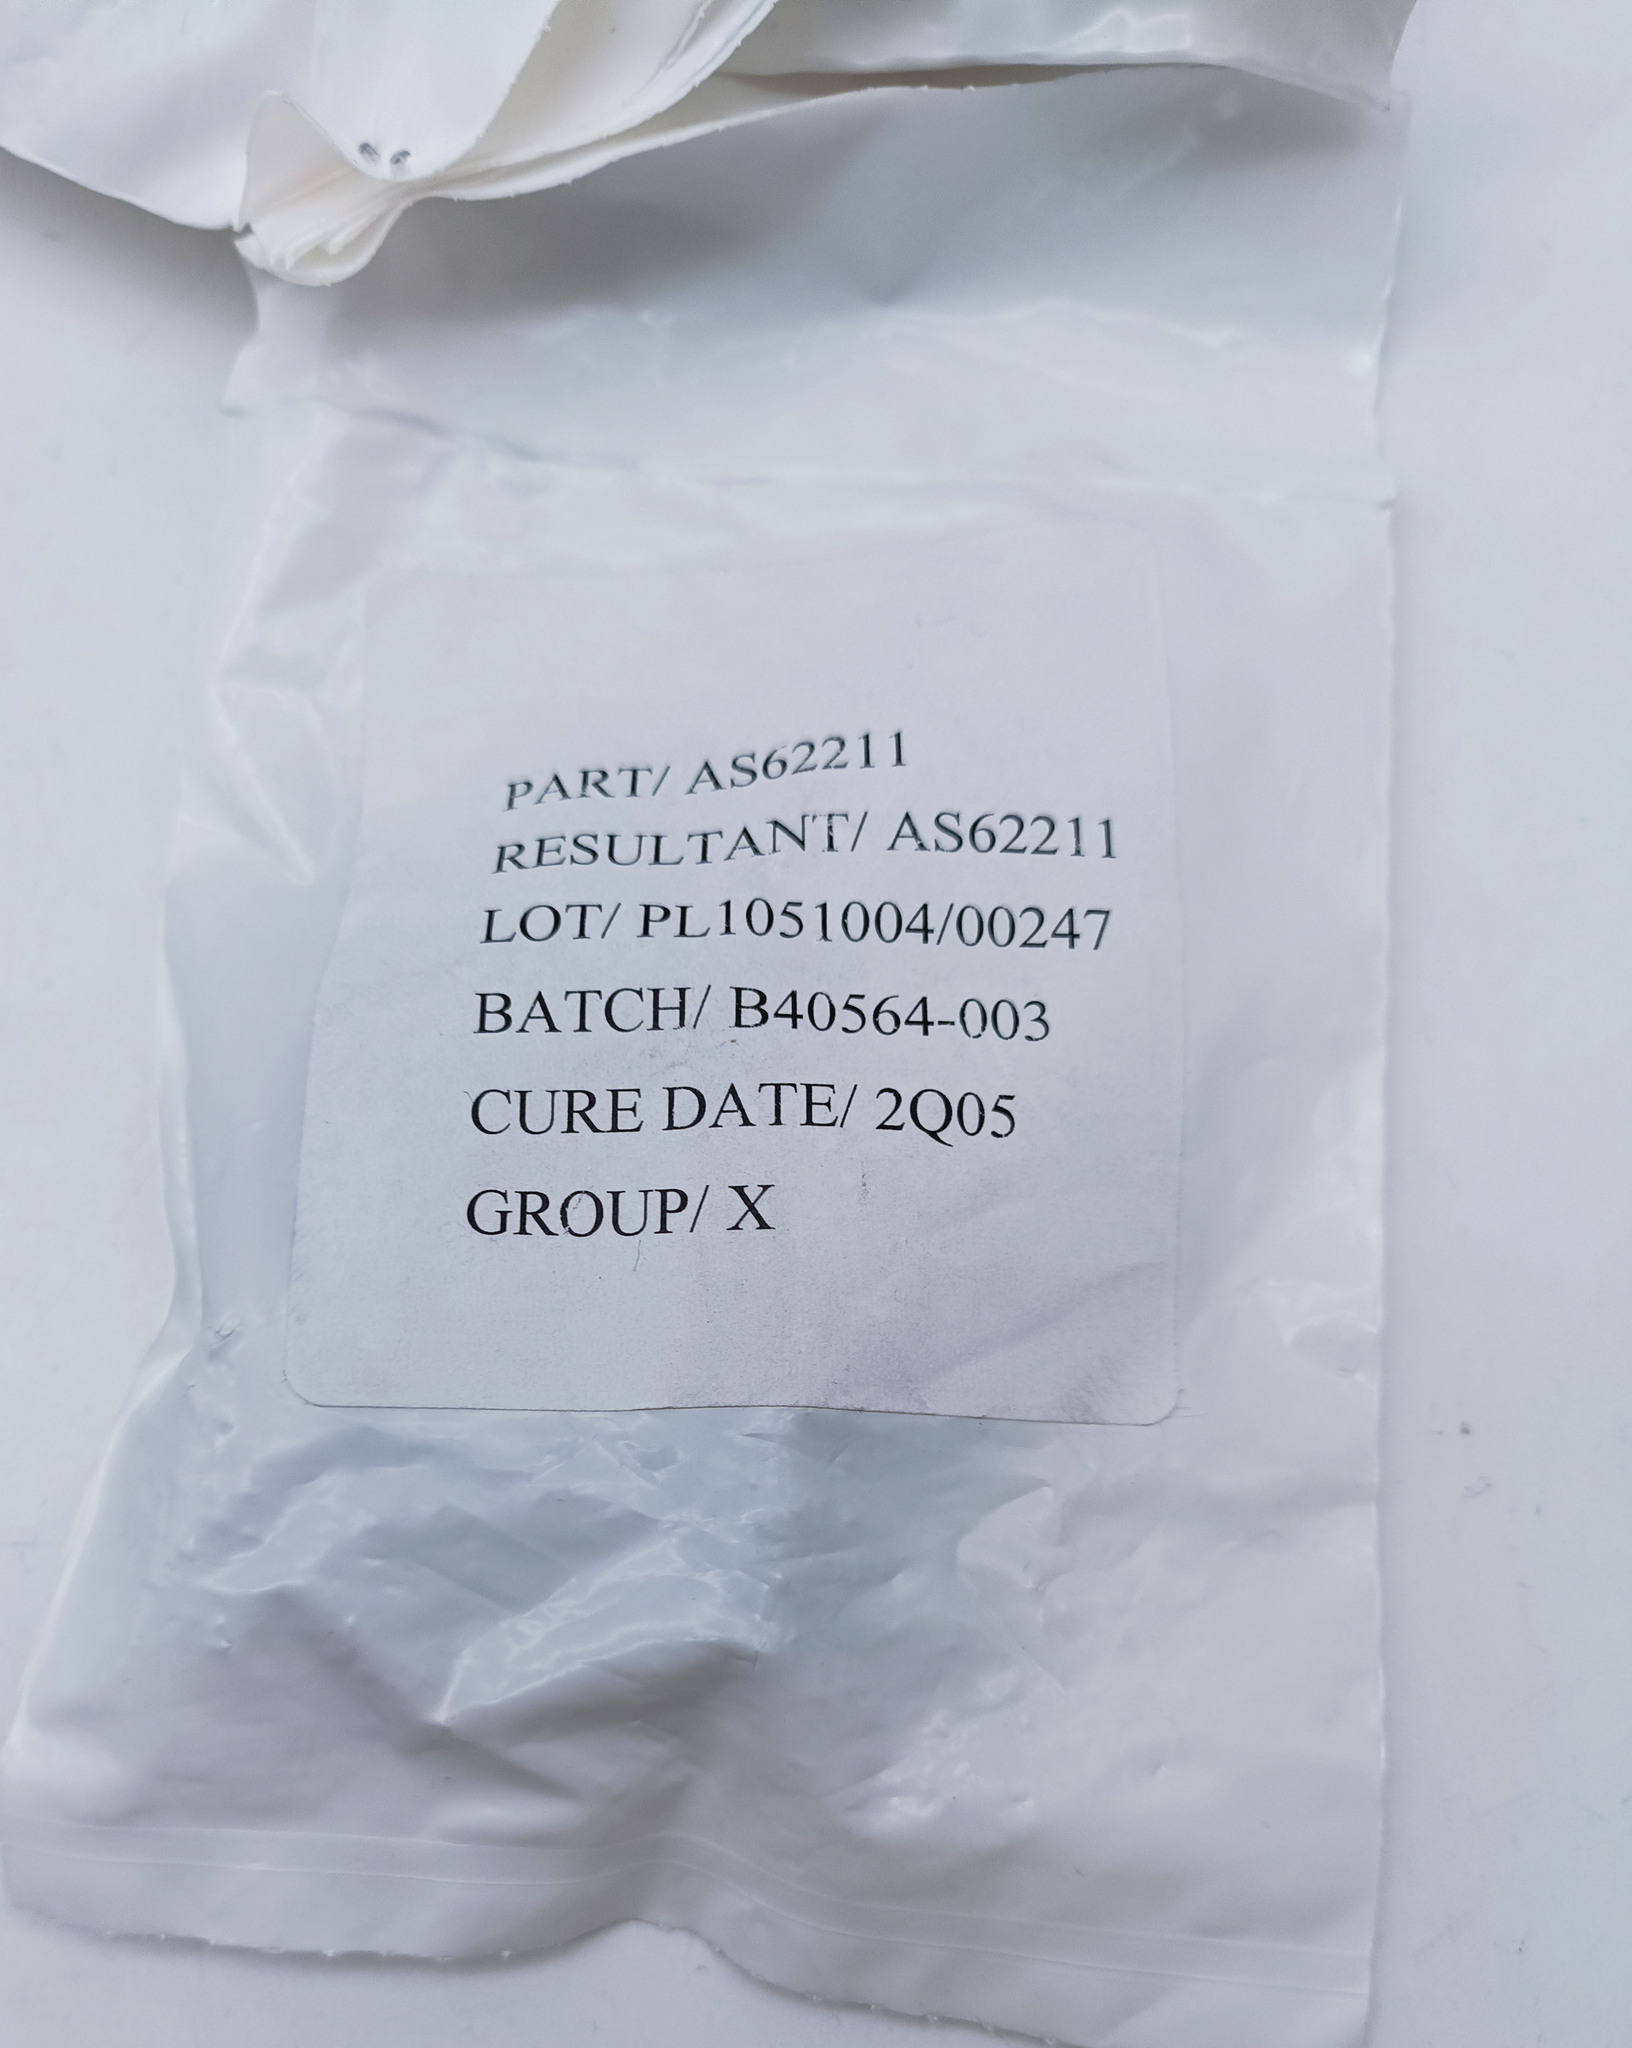 PART/ AS62211
RESULTANT/ AS62211
LOT/ PL1051004/00247
BATCH/ B40564-003
CURE DATE/ 2Q05
GROUP/ X